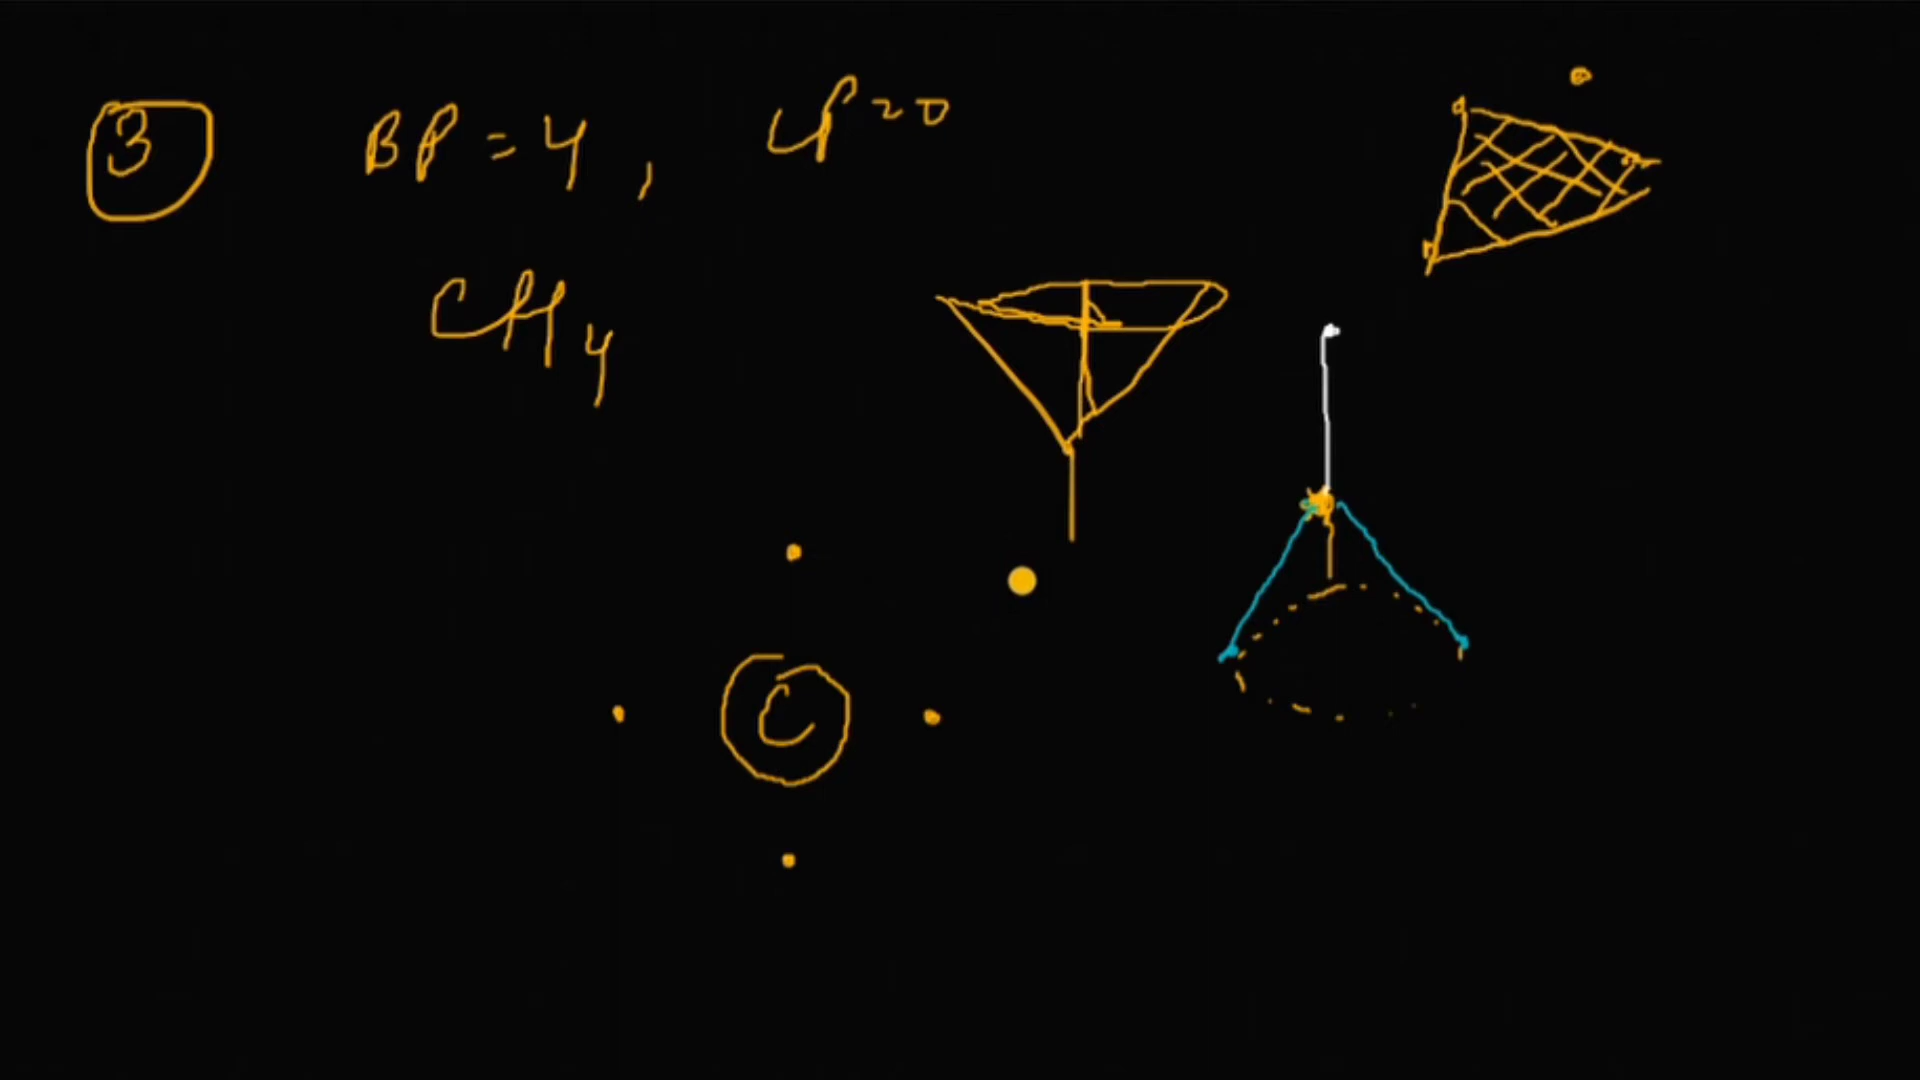 3 BP = 4, LP = 0
CH4
C